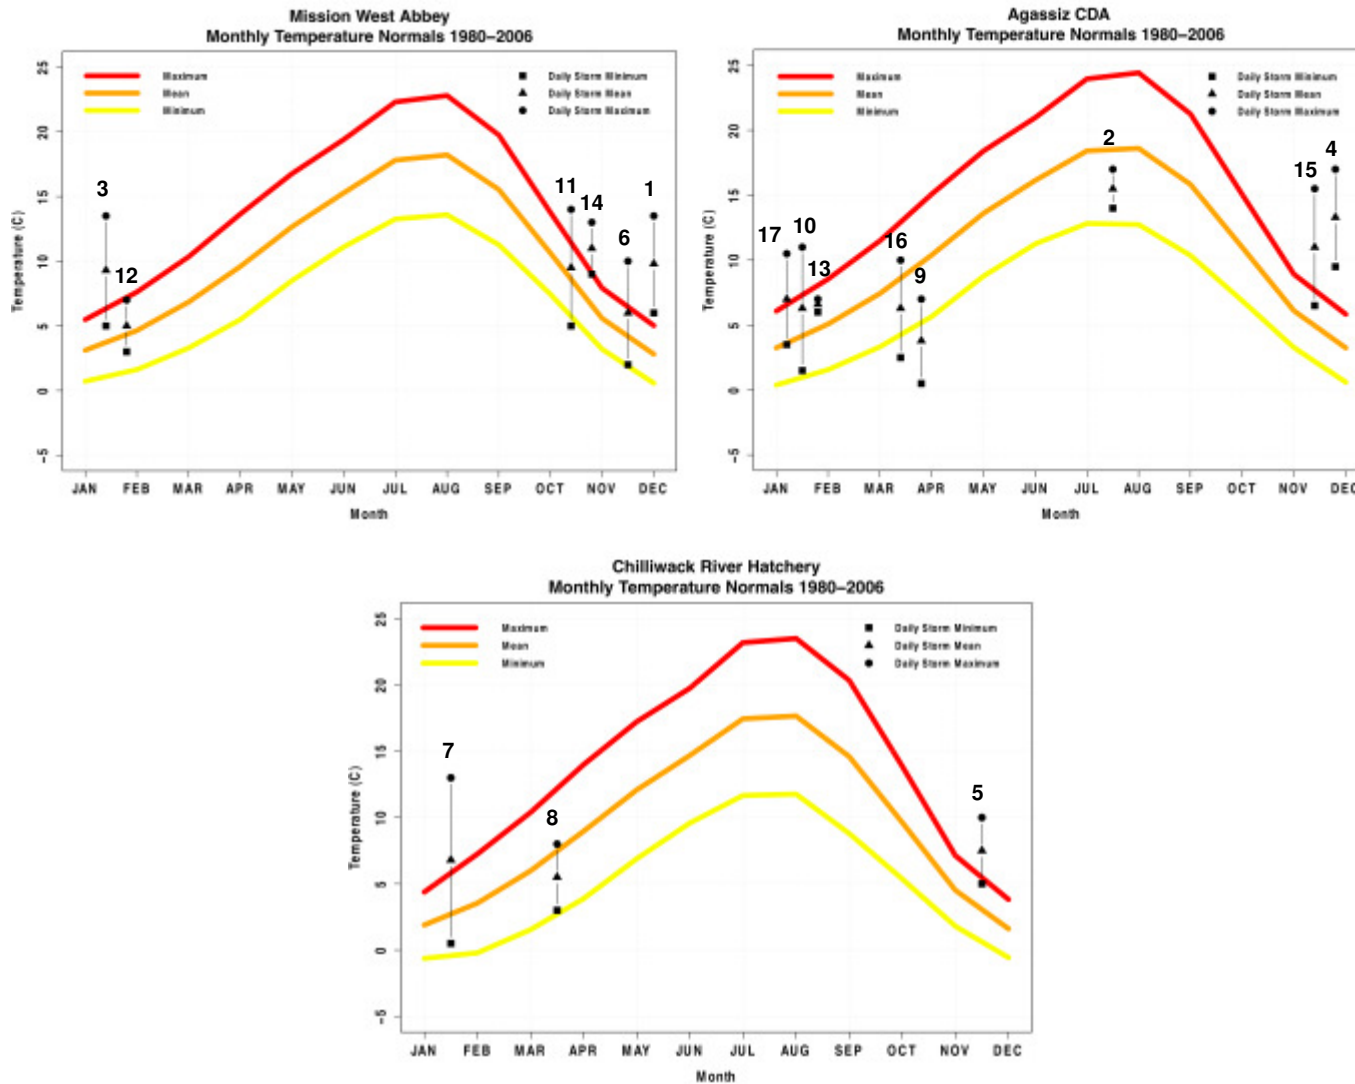 Mission West Abbey
Monthly Temperature Normals 1980–2006
Maximum
Mean
Minimum
Daily Storm Minimum
Daily Storm Mean
Daily Storm Maximum
25
20
15
10
5
0
−5
Temperature (C)
3
12
11
14
6
1
JAN FEB MAR APR MAY JUN JUL AUG SEP OCT NOV DEC
Month
Agassiz CDA
Monthly Temperature Normals 1980–2006
Maximum
Mean
Minimum
Daily Storm Minimum
Daily Storm Mean
Daily Storm Maximum
25
20
15
10
5
0
−5
Temperature (C)
17
10
13
16
9
2
15
4
JAN FEB MAR APR MAY JUN JUL AUG SEP OCT NOV DEC
Month
Chilliwack River Hatchery
Monthly Temperature Normals 1980–2006
Maximum
Mean
Minimum
Daily Storm Minimum
Daily Storm Mean
Daily Storm Maximum
25
20
15
10
5
0
−5
Temperature (C)
7
8
5
JAN FEB MAR APR MAY JUN JUL AUG SEP OCT NOV DEC
Month